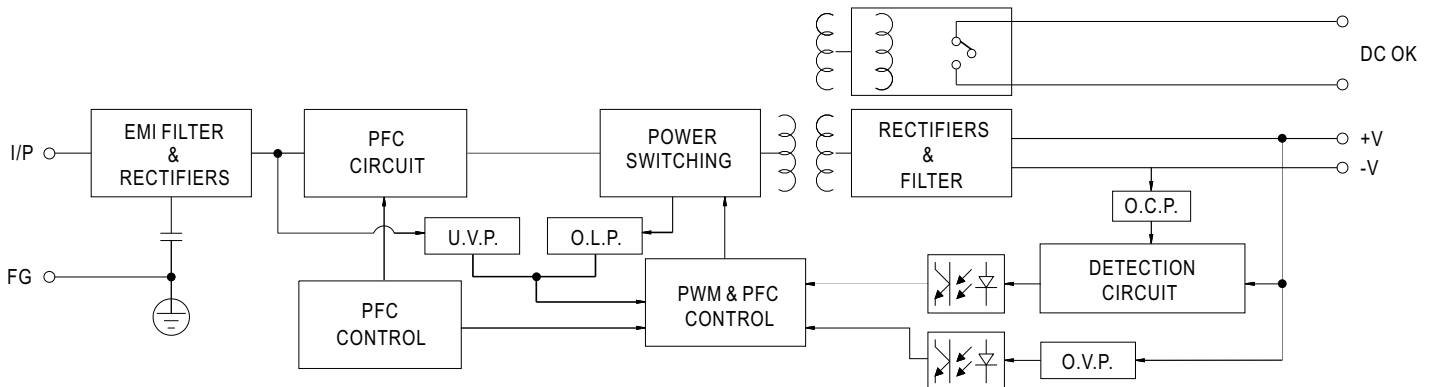 DC OK
EMI FILTER
&
RECTIFIERS
PFC
CIRCUIT
POWER
SWITCHING
RECTIFIERS
&
FILTER
I/P
+V
-V
O.C.P.
U.V.P.
O.L.P.
FG
PFC
CONTROL
PWM & PFC
CONTROL
DETECTION
CIRCUIT
O.V.P.